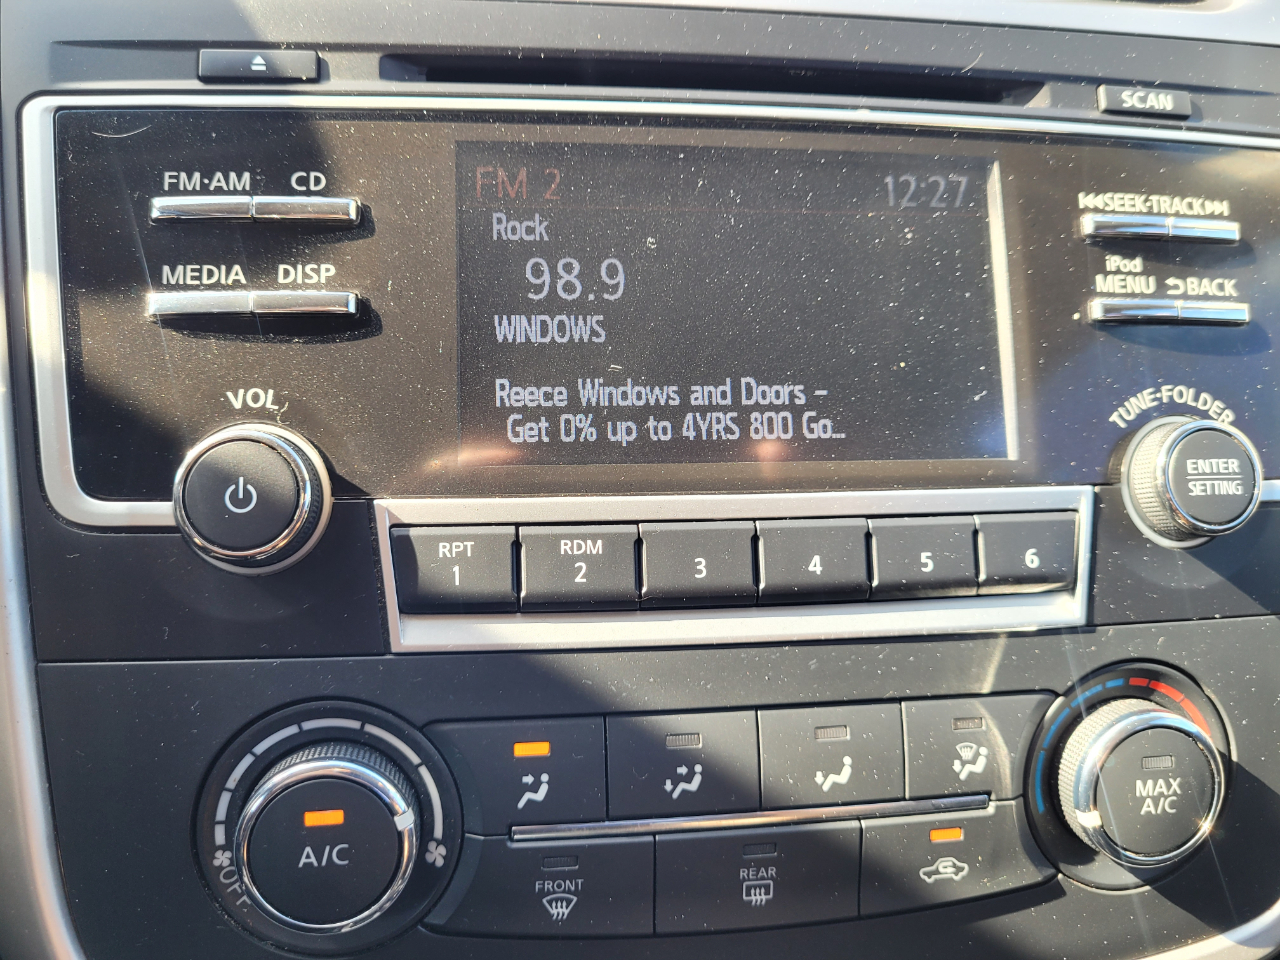 SCAN
FM·AM CD
FM 2 12:27
SEEK·TRACK
Rock
98.9
iPod
MEDIA DISP
MENU BACK
WINDOWS
VOL
Reece Windows and Doors -
Get 0% up to 4YRS 800 Go...
TUNE·FOLDER
ENTER
SETTING
RPT RDM
1 2 3 4 5 6
MAX
A/C
A/C
OFF
FRONT
REAR